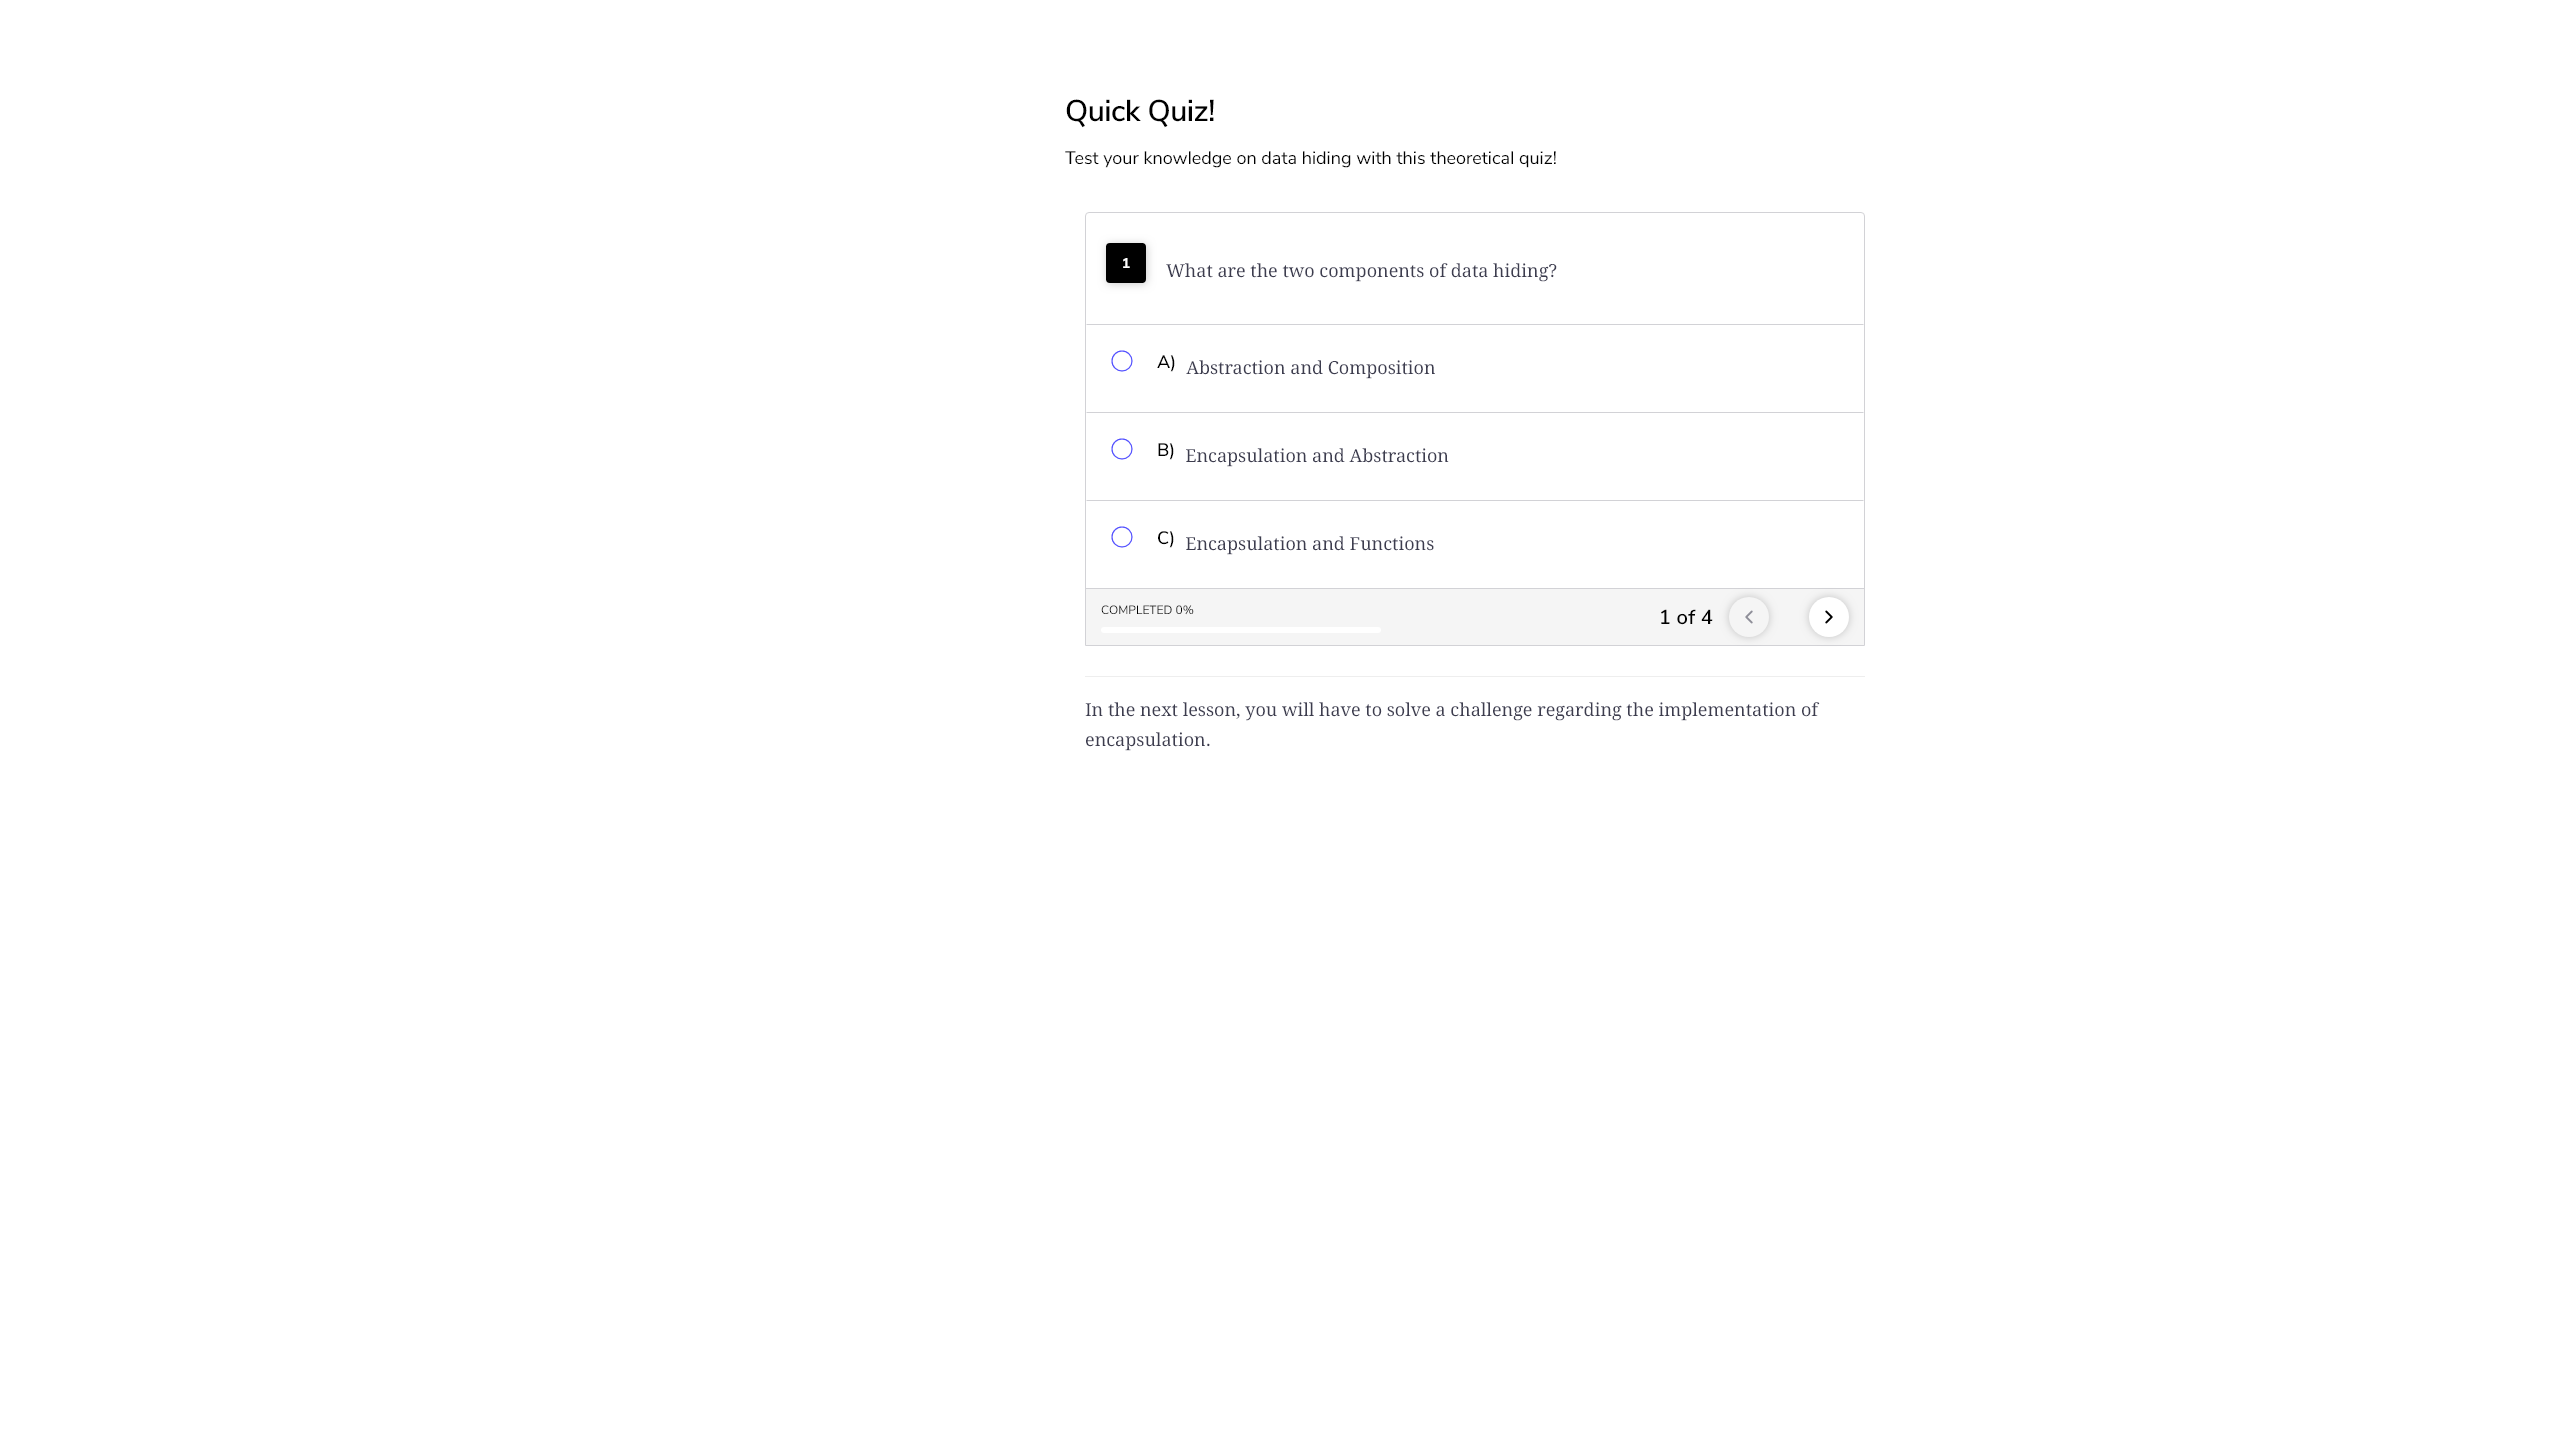 Quick Quiz!
Test your knowledge on data hiding with this theoretical quiz!
1 What are the two components of data hiding?
A) Abstraction and Composition
B) Encapsulation and Abstraction
C) Encapsulation and Functions
COMPLETED 0%
1 of 4
In the next lesson, you will have to solve a challenge regarding the implementation of
encapsulation.